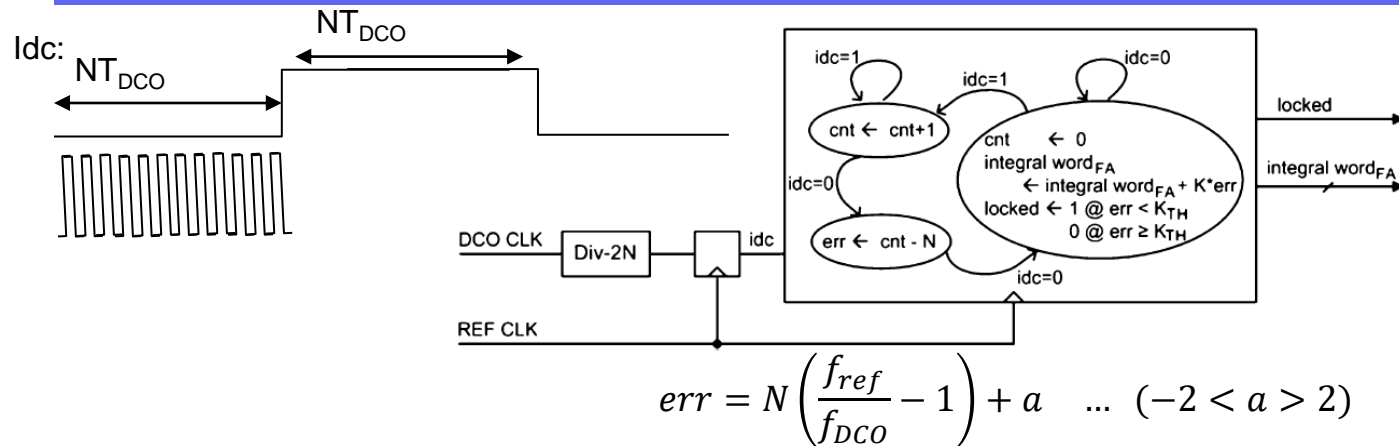 Idc:
NT_DCO
NT_DCO
idc=1
idc=1
idc=0
cnt ← cnt+1
cnt ← 0
integral word_FA
← integral word_FA + K*err
locked ← 1 @ err < K_TH
0 @ err ≥ K_TH
idc=0
err ← cnt - N
idc=0
locked
integral word_FA
DCO CLK
Div-2N
idc
REF CLK
err = N(f_ref/f_DCO − 1) + a ... (−2 < a > 2)